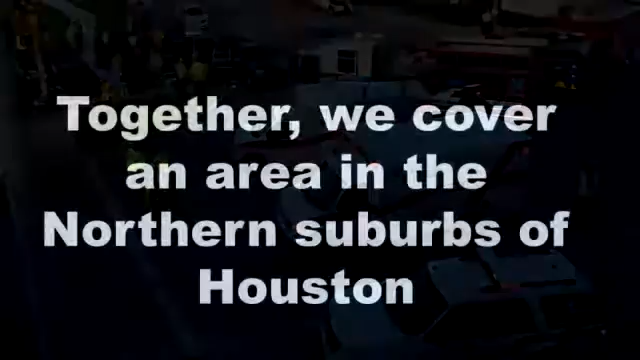 Together, we cover
an area in the
Northern suburbs of
Houston